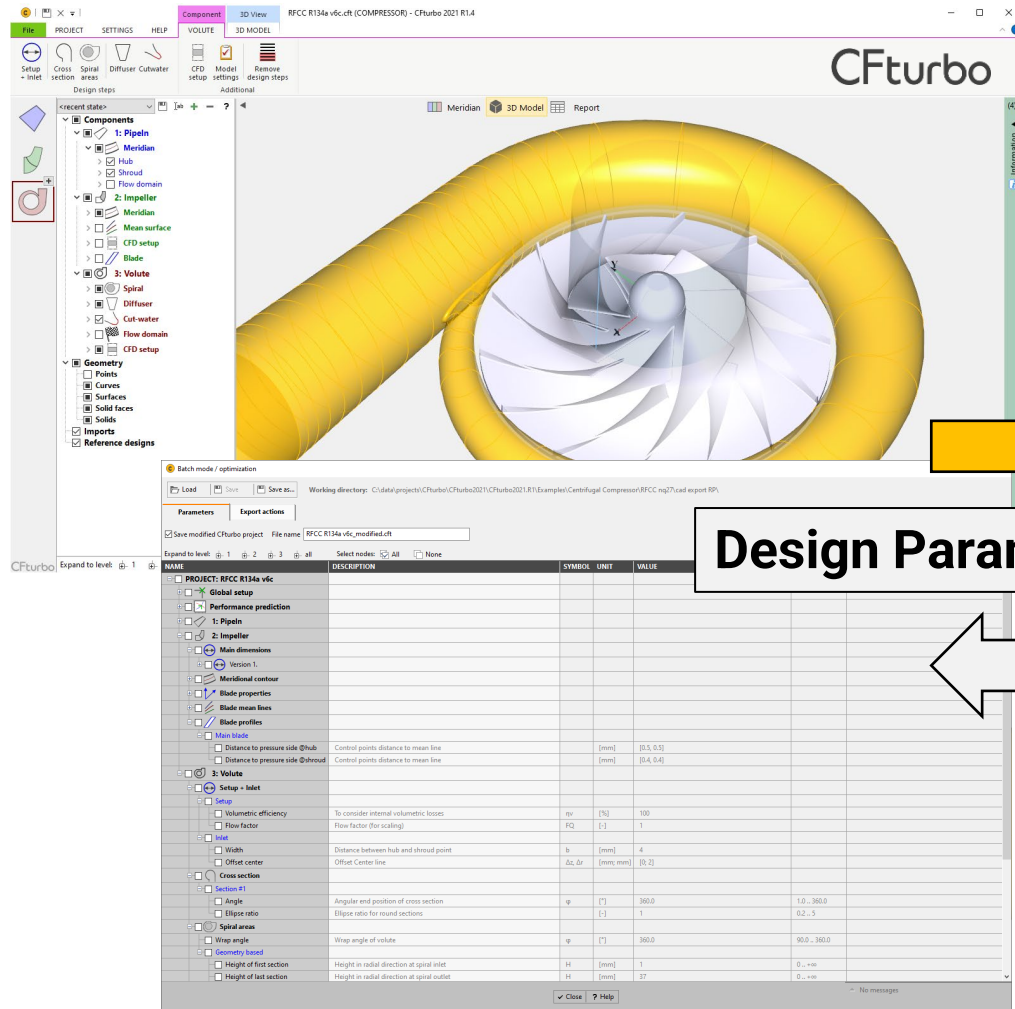 Component 3D View RFCC R134a v6c.cft (COMPRESSOR) - CFturbo 2021 R1.4
File PROJECT SETTINGS HELP VOLUTE 3D MODEL
Setup + Inlet
Cross section
Spiral areas
Diffuser
Cutwater
CFD setup
Model settings
Remove design steps
Design steps Additional
CFturbo
<recent state>
Meridian 3D Model Report
Information
Components
1: PipeIn
Meridian
Hub
Shroud
Flow domain
2: Impeller
Meridian
Mean surface
CFD setup
Blade
3: Volute
Spiral
Diffuser
Cut-water
Flow domain
CFD setup
Geometry
Points
Curves
Surfaces
Solid faces
Solids
Imports
Reference designs
y
x
CFturbo Expand to level: 1
Batch mode / optimization
Load Save Save as... Working directory: C:\data\projects\CFturbo\CFturbo2021\CFturbo2021.R1\Examples\Centrifugal Compressor\RFCC nq27\cad export RP\
Parameters Export actions
Save modified CFturbo project File name RFCC R134a v6c_modified.cft
Expand to level: 1 2 3 all Select nodes: All None
Design Paran
NAME DESCRIPTION SYMBOL UNIT VALUE
PROJECT: RFCC R134a v6c
Global setup
Performance prediction
1: PipeIn
2: Impeller
Main dimensions
Version 1.
Meridional contour
Blade properties
Blade mean lines
Blade profiles
Main blade
Distance to pressure side @hub Control points distance to mean line [mm] [0.5, 0.5]
Distance to pressure side @shroud Control points distance to mean line [mm] [0.4, 0.4]
3: Volute
Setup + Inlet
Setup
Volumetric efficiency To consider internal volumetric losses ηv [%] 100
Flow factor Flow factor (for scaling) FQ [-] 1
Inlet
Width Distance between hub and shroud point b [mm] 4
Offset center Offset Center line Δz, Δr [mm; mm] [0; 2]
Cross section
Section #1
Angle Angular end position of cross section φ [°] 360.0 1.0 .. 360.0
Ellipse ratio Ellipse ratio for round sections [-] 1 0.2 .. 5
Spiral areas
Wrap angle Wrap angle of volute φ [°] 360.0 90.0 .. 360.0
Geometry based
Height of first section Height in radial direction at spiral inlet H [mm] 1 0 ..+∞
Height of last section Height in radial direction at spiral outlet H [mm] 37 0 ..+∞
Close ? Help
No messages